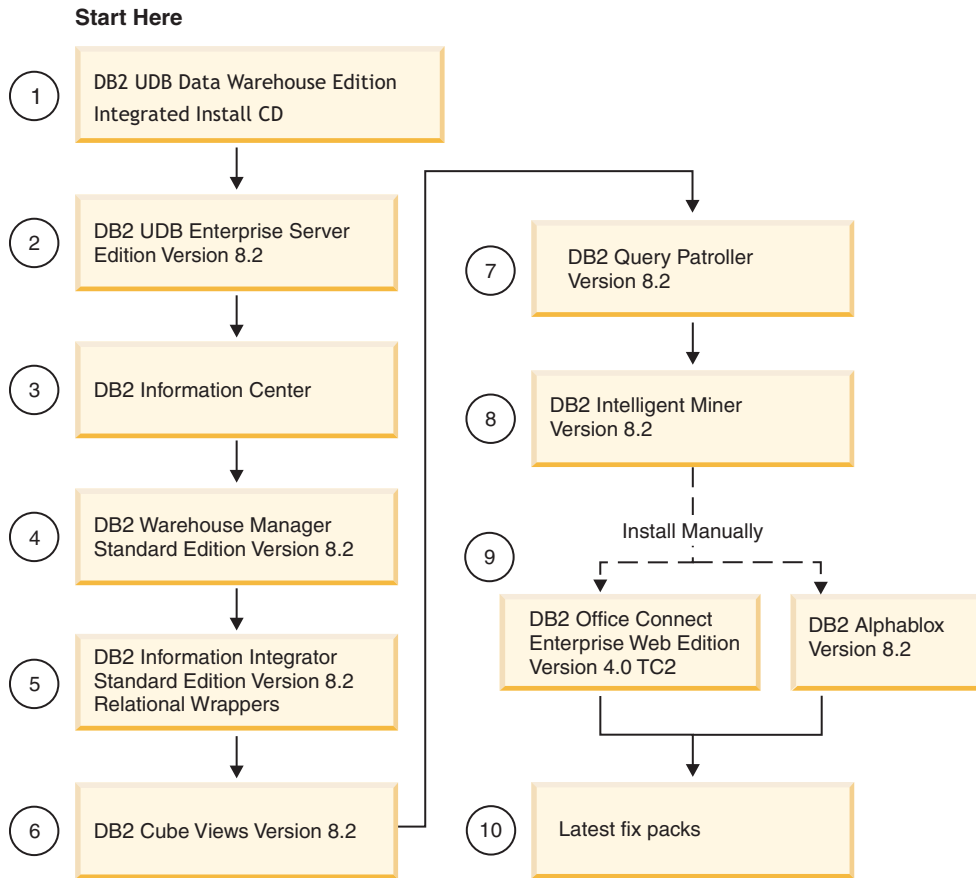 Start Here
1
DB2 UDB Data Warehouse Edition
Integrated Install CD
2
DB2 UDB Enterprise Server
Edition Version 8.2
3
DB2 Information Center
4
DB2 Warehouse Manager
Standard Edition Version 8.2
5
DB2 Information Integrator
Standard Edition Version 8.2
Relational Wrappers
6
DB2 Cube Views Version 8.2
7
DB2 Query Patroller
Version 8.2
8
DB2 Intelligent Miner
Version 8.2
Install Manually
9
DB2 Office Connect
Enterprise Web Edition
Version 4.0 TC2
DB2 Alphablox
Version 8.2
10
Latest fix packs